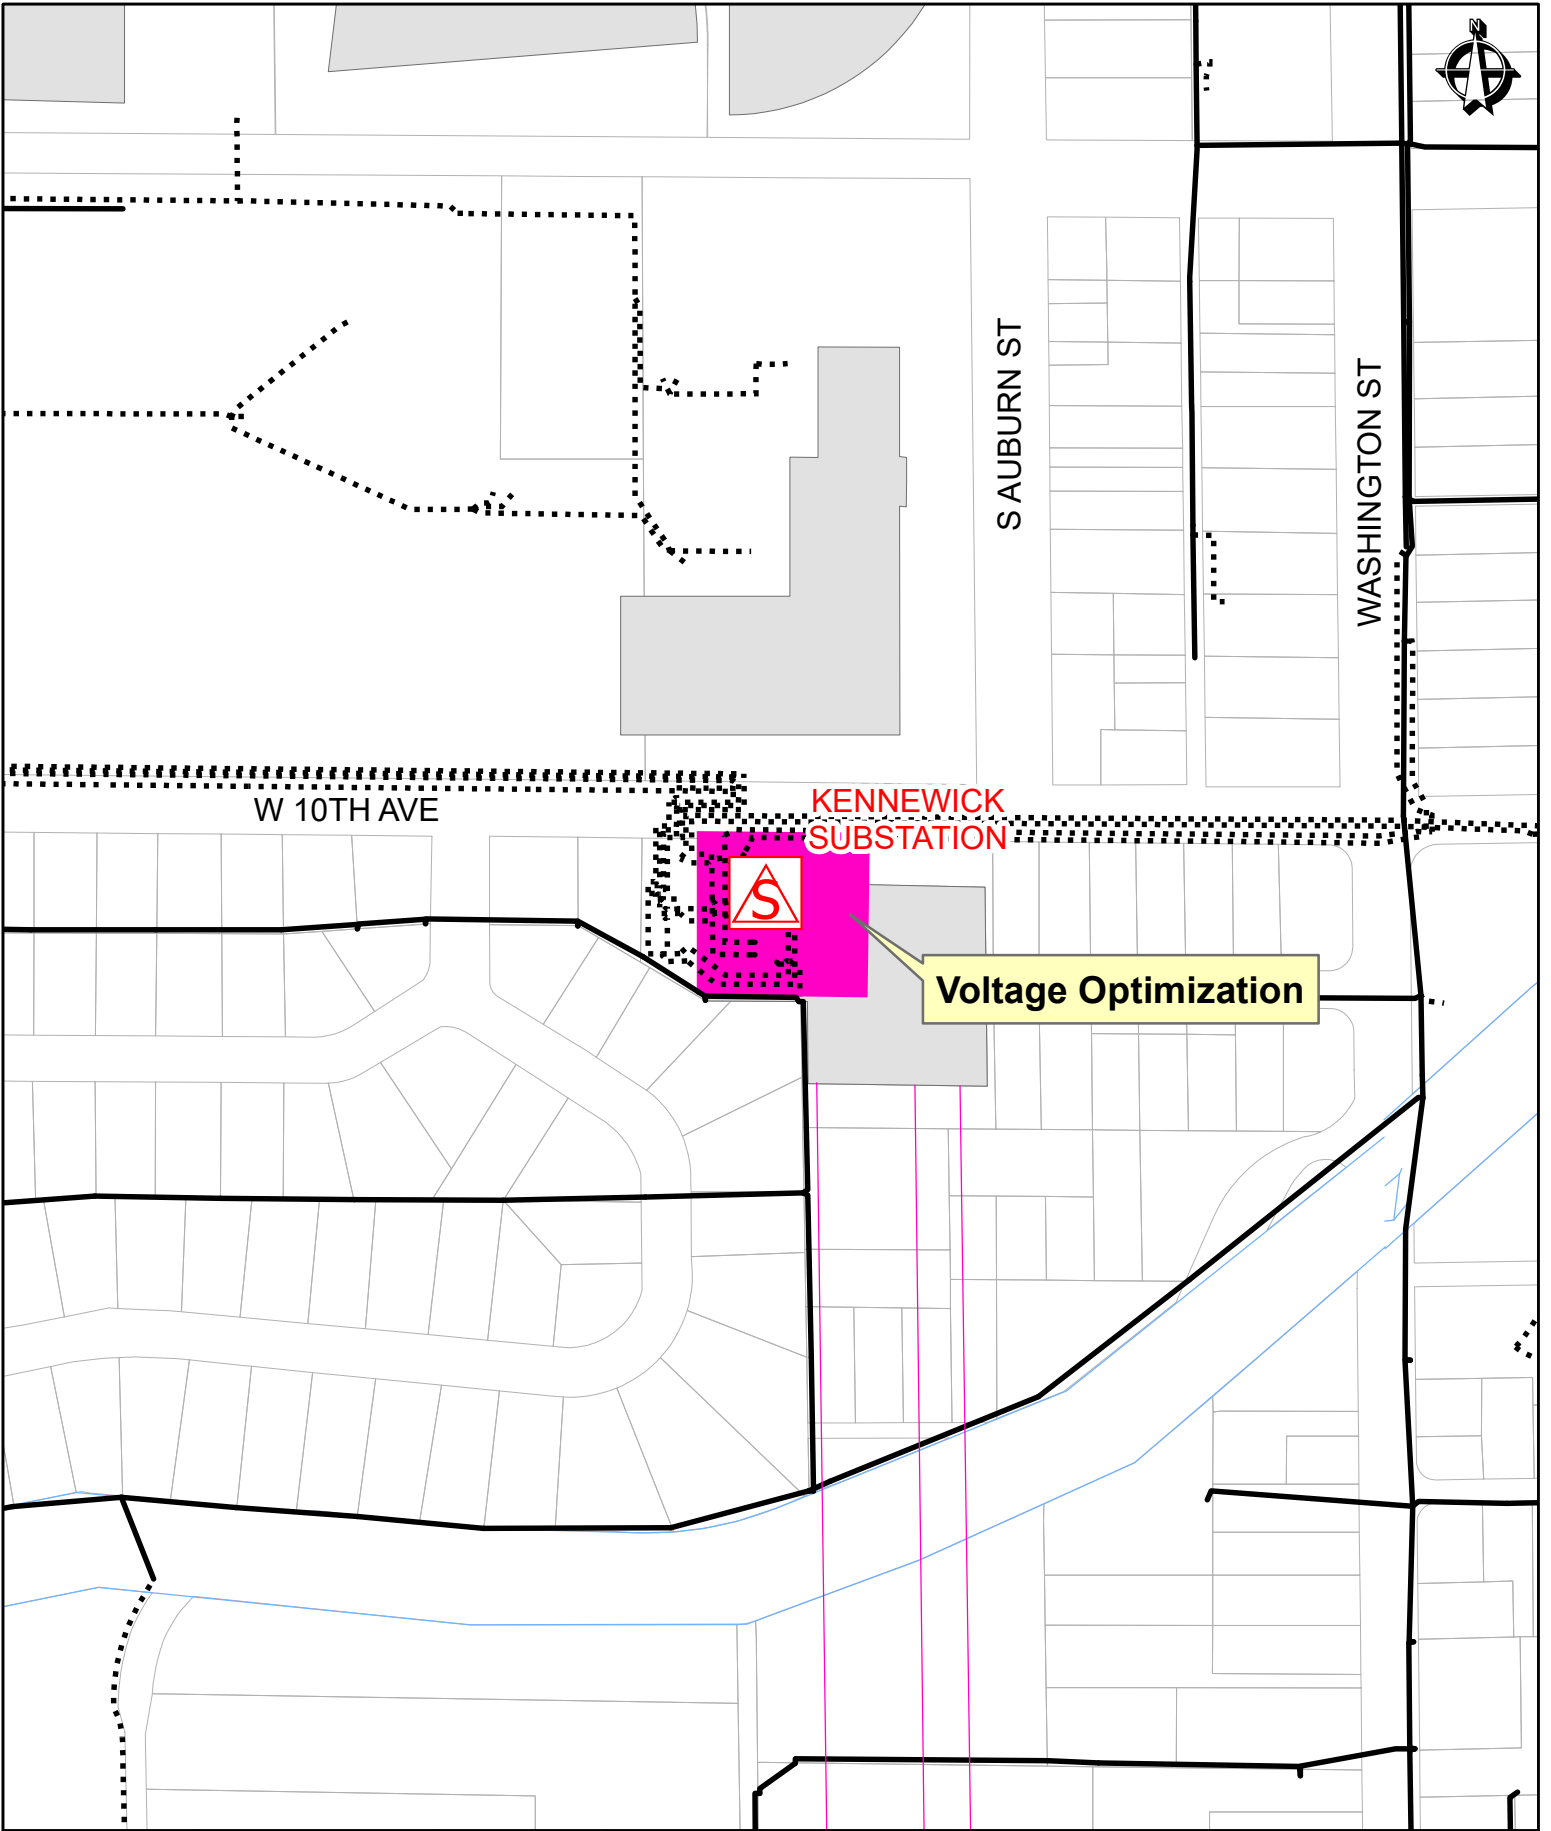 N
S AUBURN ST
WASHINGTON ST
W 10TH AVE
KENNEWICK
SUBSTATION
S
Voltage Optimization